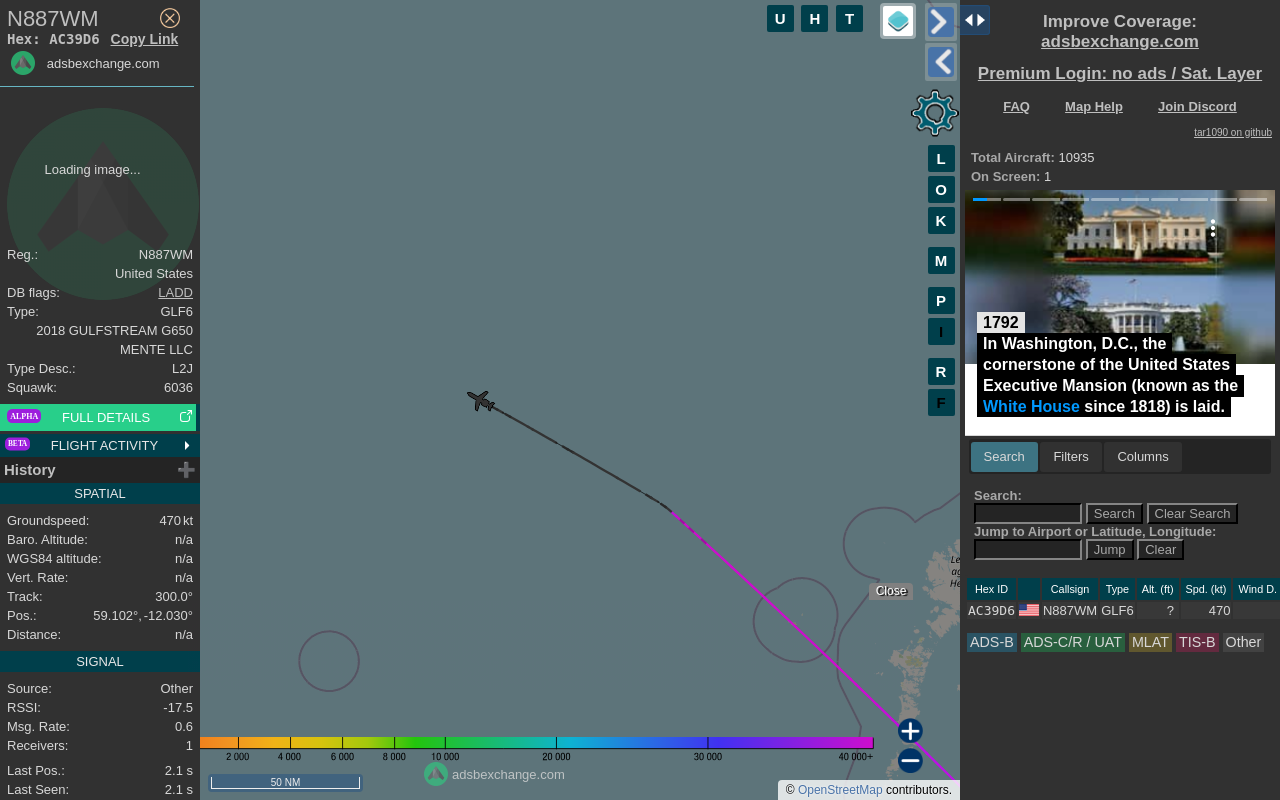 N887WM
Hex: AC39D6 Copy Link
adsbexchange.com
Loading image...
Reg.: N887WM
United States
DB flags: LADD
Type: GLF6
2018 GULFSTREAM G650
MENTE LLC
Type Desc.: L2J
Squawk: 6036
ALPHA FULL DETAILS
BETA FLIGHT ACTIVITY
History
SPATIAL
Groundspeed: 470 kt
Baro. Altitude: n/a
WGS84 altitude: n/a
Vert. Rate: n/a
Track: 300.0°
Pos.: 59.102°, -12.030°
Distance: n/a
SIGNAL
Source: Other
RSSI: -17.5
Msg. Rate: 0.6
Receivers: 1
Last Pos.: 2.1 s
Last Seen: 2.1 s
U H T
L
O
K
M
P
I
R
F
Close
2 000 4 000 6 000 8 000 10 000 20 000 30 000 40 000+
50 NM
adsbexchange.com
© OpenStreetMap contributors.
Improve Coverage:
adsbexchange.com
Premium Login: no ads / Sat. Layer
FAQ Map Help Join Discord
tar1090 on github
Total Aircraft: 10935
On Screen: 1
1792
In Washington, D.C., the
cornerstone of the United States
Executive Mansion (known as the
White House since 1818) is laid.
Search Filters Columns
Search:
Search Clear Search
Jump to Airport or Latitude, Longitude:
Jump Clear
Hex ID Callsign Type Alt. (ft) Spd. (kt) Wind D.
AC39D6 N887WM GLF6 ? 470
ADS-B ADS-C/R / UAT MLAT TIS-B Other